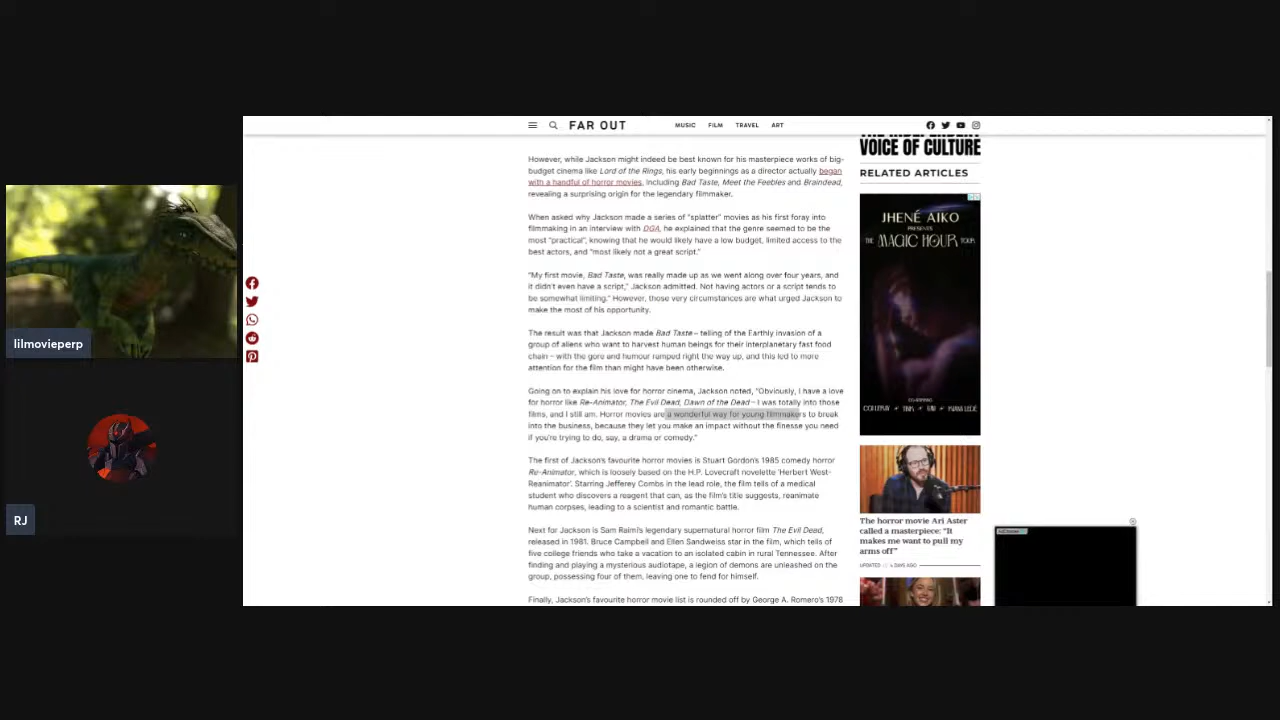 FAR OUT
MUSIC FILM TRAVEL ART
However, while Jackson might indeed be best known for his masterpiece works of big-
budget cinema like Lord of the Rings, his early beginnings as a director actually began
with a handful of horror movies, including Bad Taste, Meet the Feebles and Braindead,
revealing a surprising origin for the legendary filmmaker.
When asked why Jackson made a series of "splatter" movies as his first foray into
filmmaking in an interview with DGA, he explained that the genre seemed to be the
most "practical", knowing that he would likely have a low budget, limited access to the
best actors, and "most likely not a great script."
"My first movie, Bad Taste, was really made up as we went along over four years, and
it didn't even have a script," Jackson admitted. Not having actors or a script tends to
be somewhat limiting." However, those very circumstances are what urged Jackson to
make the most of his opportunity.
The result was that Jackson made Bad Taste – telling of the Earthly invasion of a
group of aliens who want to harvest human beings for their interplanetary fast food
chain – with the gore and humour ramped right the way up, and this led to more
attention for the film than might have been otherwise.
Going on to explain his love for horror cinema, Jackson noted, "Obviously, I have a love
for horror like Re-Animator, The Evil Dead, Dawn of the Dead – I was totally into those
films, and I still am. Horror movies are a wonderful way for young filmmakers to break
into the business, because they let you make an impact without the finesse you need
if you're trying to do, say, a drama or comedy."
The first of Jackson's favourite horror movies is Stuart Gordon's 1985 comedy horror
Re-Animator, which is loosely based on the H.P. Lovecraft novelette 'Herbert West-
Reanimator'. Starring Jefferey Combs in the lead role, the film tells of a medical
student who discovers a reagent that can, as the film's title suggests, reanimate
human corpses, leading to a scientist and romantic battle.
Next for Jackson is Sam Raimi's legendary supernatural horror film The Evil Dead,
released in 1981. Bruce Campbell and Ellen Sandweiss star in the film, which tells of
five college friends who take a vacation to an isolated cabin in rural Tennessee. After
finding and playing a mysterious audiotape, a legion of demons are unleashed on the
group, possessing four of them, leaving one to fend for himself.
Finally, Jackson's favourite horror movie list is rounded off by George A. Romero's 1978
THE INDEPENDENT
VOICE OF CULTURE
RELATED ARTICLES
JHENÉ AIKO
PRESENTS
THE MAGIC HOUR TOUR
The horror movie Ari Aster
called a masterpiece: "It
makes me want to pull my
arms off"
UPDATED // 4 DAYS AGO
lilmovieperp
RJ